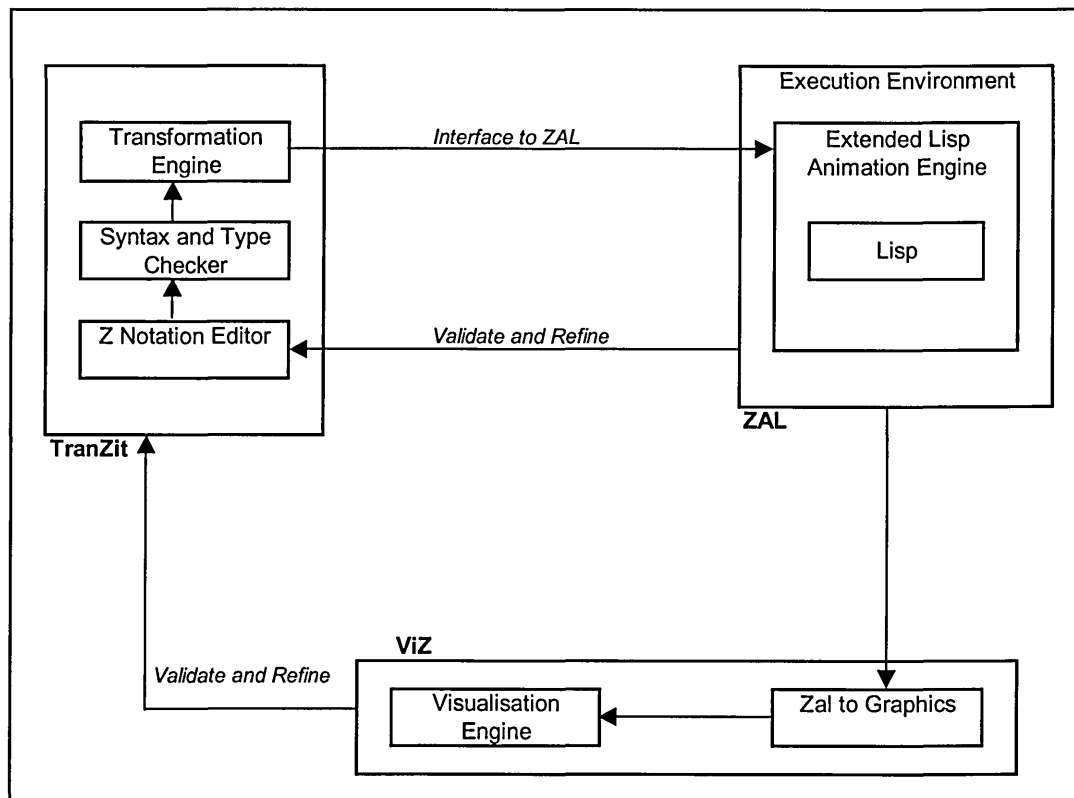 Execution Environment
Transformation
Engine
Interface to ZAL
Extended Lisp
Animation Engine
Syntax and Type
Checker
Lisp
Z Notation Editor
Validate and Refine
TranZit
ZAL
ViZ
Validate and Refine
Visualisation
Engine
Zal to Graphics